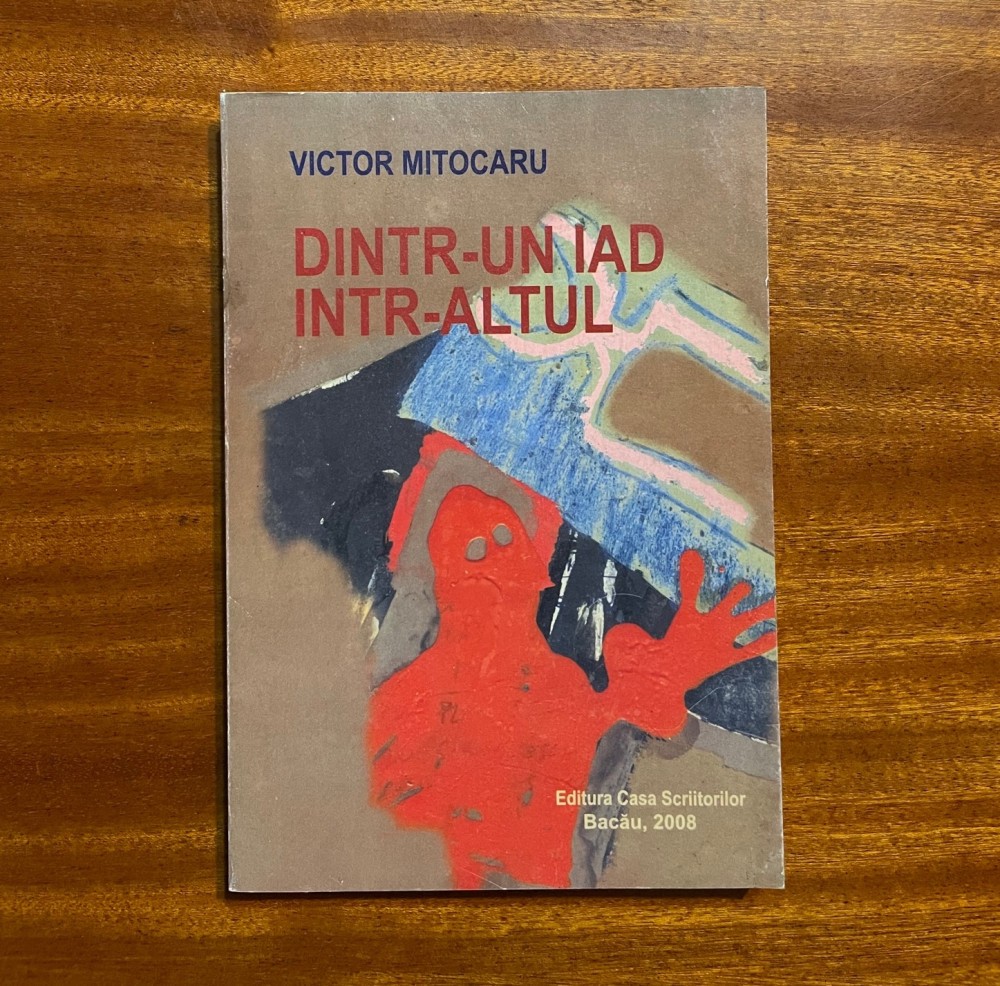 VICTOR MITOCARU
DINTR-UN IAD
INTR-ALTUL
Editura Casa Scriitorilor
Bacău, 2008